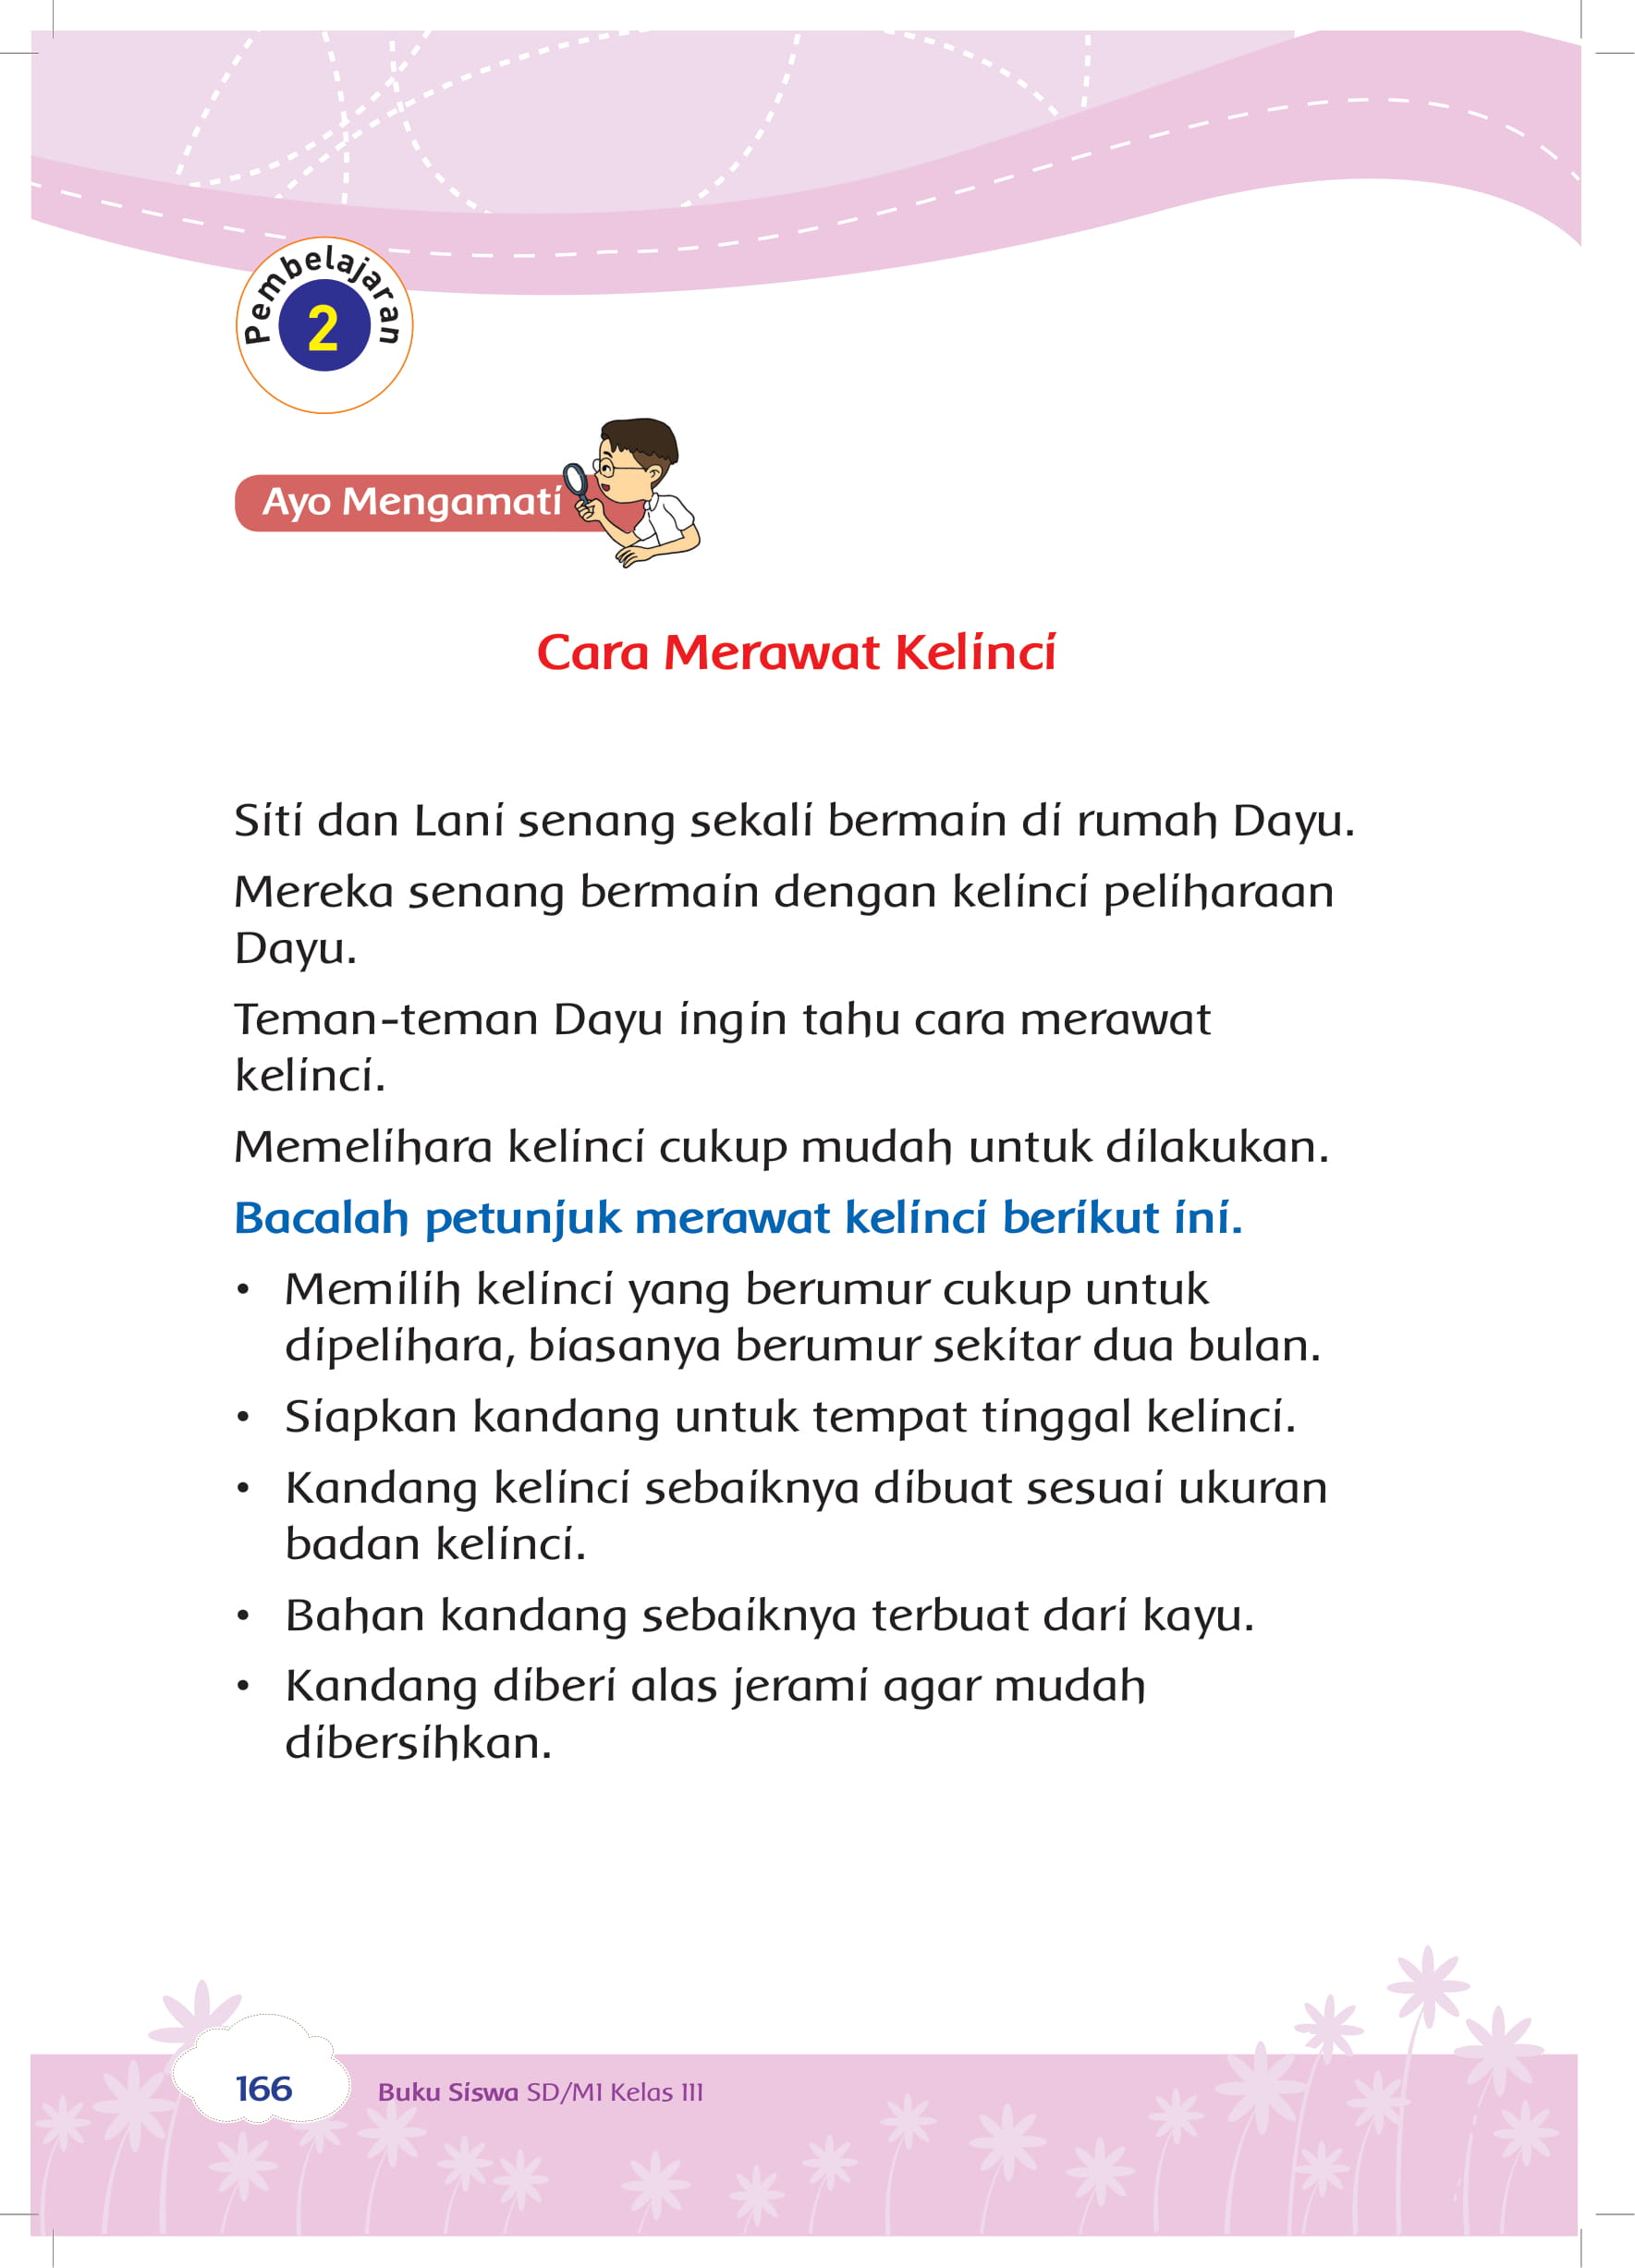 Pembelajaran
2
Ayo Mengamati
Cara Merawat Kelinci
Siti dan Lani senang sekali bermain di rumah Dayu.
Mereka senang bermain dengan kelinci peliharaan
Dayu.
Teman-teman Dayu ingin tahu cara merawat
kelinci.
Memelihara kelinci cukup mudah untuk dilakukan.
Bacalah petunjuk merawat kelinci berikut ini.
• Memilih kelinci yang berumur cukup untuk
dipelihara, biasanya berumur sekitar dua bulan.
• Siapkan kandang untuk tempat tinggal kelinci.
• Kandang kelinci sebaiknya dibuat sesuai ukuran
badan kelinci.
• Bahan kandang sebaiknya terbuat dari kayu.
• Kandang diberi alas jerami agar mudah
dibersihkan.
166
Buku Siswa SD/MI Kelas III